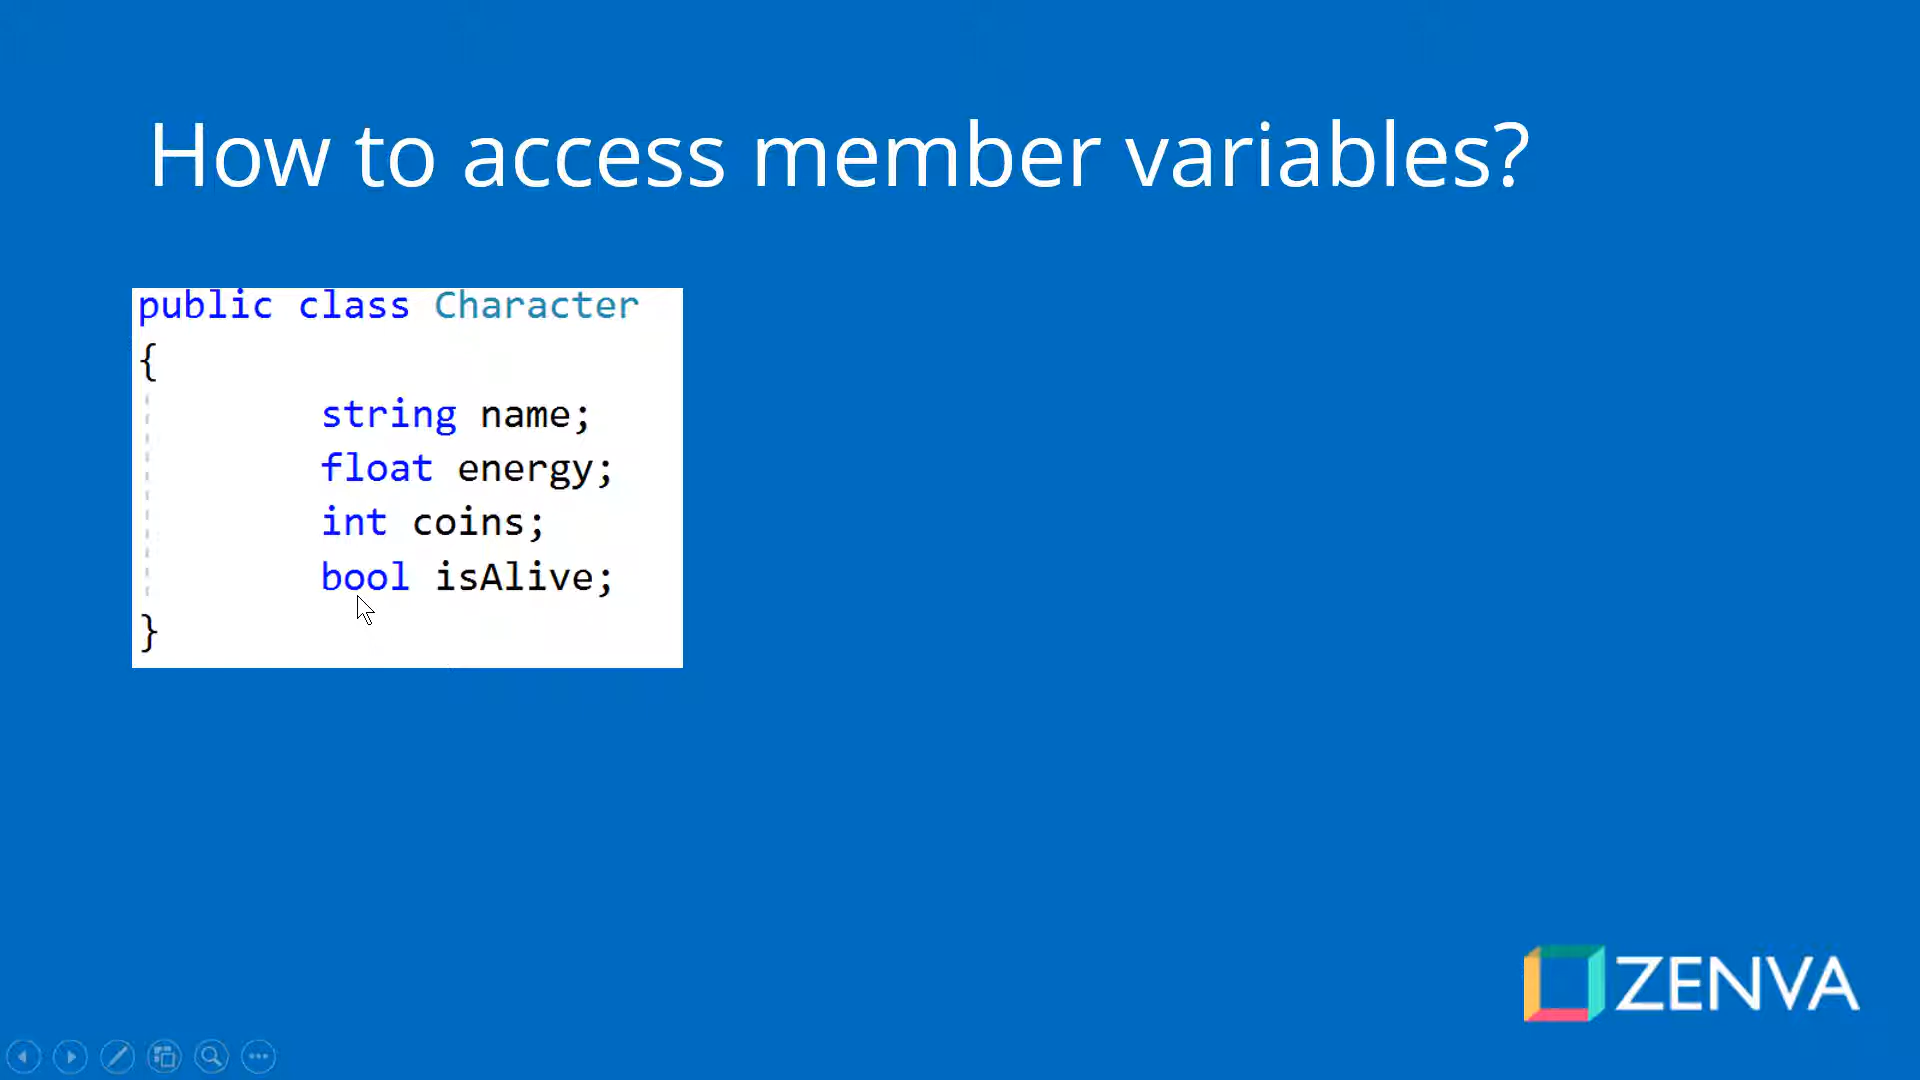 How to access member variables?
public class Character
{
string name;
float energy;
int coins;
bool isAlive;
}
ZENVA